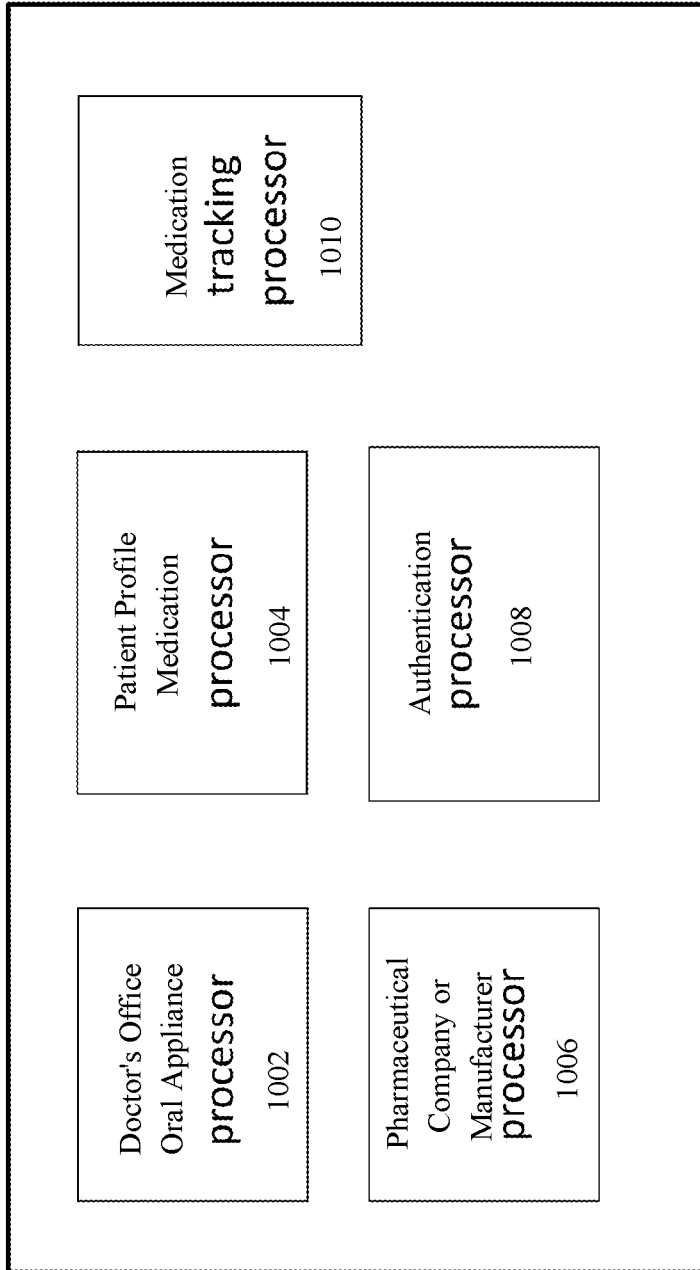 Doctor's Office
Oral Appliance
processor
1002
Patient Profile
Medication
processor
1004
Medication
tracking
processor
1010
Pharmaceutical
Company or
Manufacturer
processor
1006
Authentication
processor
1008